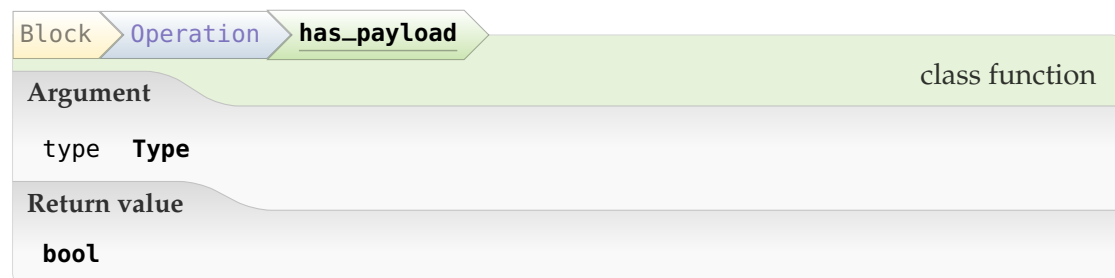 Block Operation has_payload
class function
Argument
type Type
Return value
bool